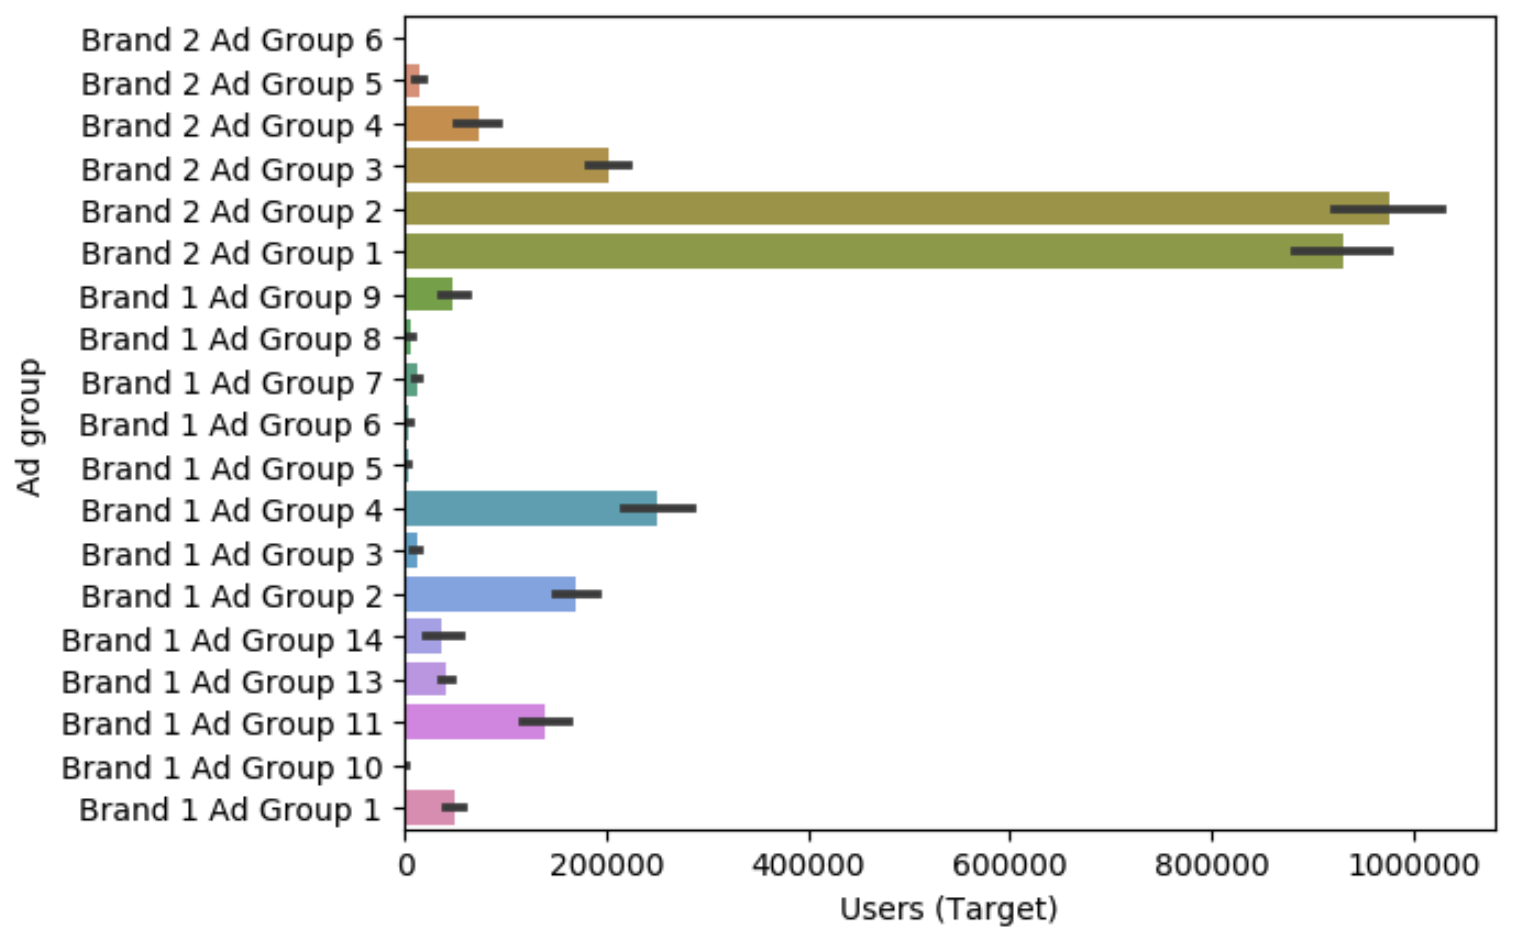 Brand 2 Ad Group 6
Brand 2 Ad Group 5
Brand 2 Ad Group 4
Brand 2 Ad Group 3
Brand 2 Ad Group 2
Brand 2 Ad Group 1
Brand 1 Ad Group 9
Brand 1 Ad Group 8
Brand 1 Ad Group 7
Brand 1 Ad Group 6
Brand 1 Ad Group 5
Brand 1 Ad Group 4
Brand 1 Ad Group 3
Brand 1 Ad Group 2
Brand 1 Ad Group 14
Brand 1 Ad Group 13
Brand 1 Ad Group 11
Brand 1 Ad Group 10
Brand 1 Ad Group 1
Ad group
0 200000 400000 600000 800000 1000000
Users (Target)